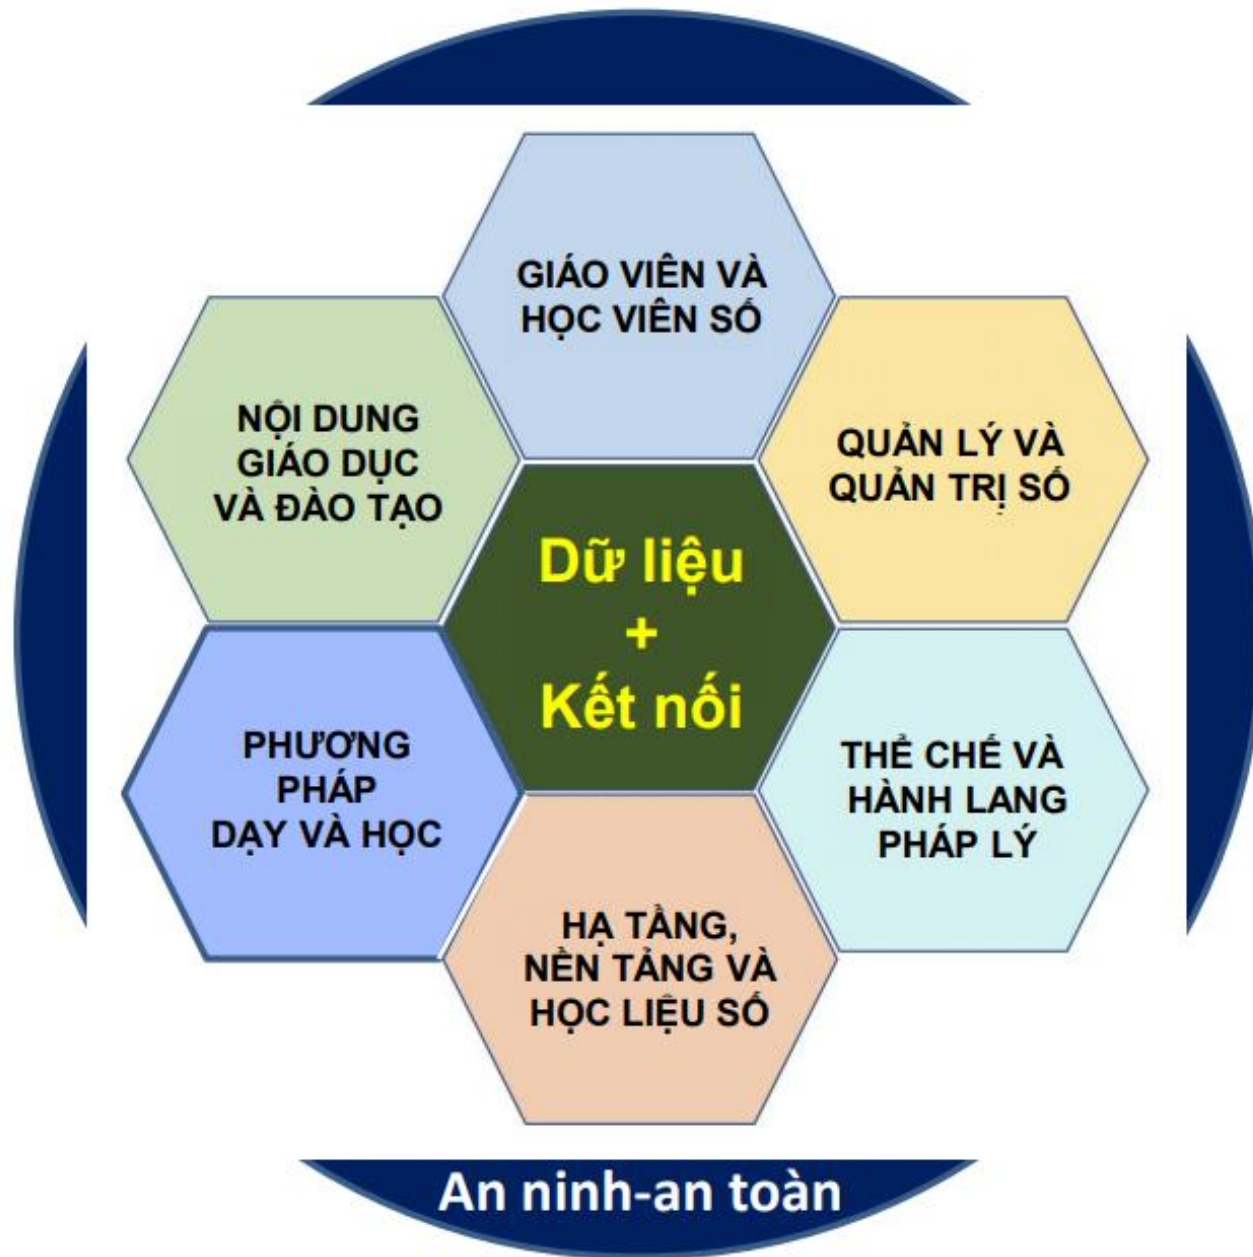 GIÁO VIÊN VÀ
HỌC VIÊN SỐ
NỘI DUNG
GIÁO DỤC
VÀ ĐÀO TẠO
QUẢN LÝ VÀ
QUẢN TRỊ SỐ
Dữ liệu
+
Kết nối
PHƯƠNG
PHÁP
DẠY VÀ HỌC
THỂ CHẾ VÀ
HÀNH LANG
PHÁP LÝ
HẠ TẦNG,
NỀN TẢNG VÀ
HỌC LIỆU SỐ
An ninh-an toàn